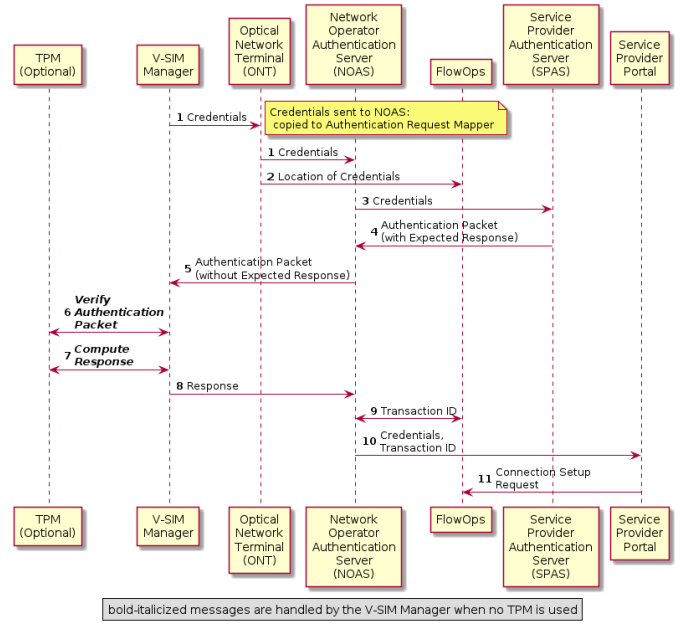 TPM
(Optional)
V-SIM
Manager
Optical
Network
Terminal
(ONT)
Network
Operator
Authentication
Server
(NOAS)
FlowOps
Service
Provider
Authentication
Server
(SPAS)
Service
Provider
Portal
1 Credentials
Credentials sent to NOAS:
copied to Authentication Request Mapper
1 Credentials
2 Location of Credentials
3 Credentials
4 Authentication Packet
(with Expected Response)
5 Authentication Packet
(without Expected Response)
6 Verify
Authentication
Packet
7 Compute
Response
8 Response
9 Transaction ID
10 Credentials,
Transaction ID
11 Connection Setup
Request
TPM
(Optional)
V-SIM
Manager
Optical
Network
Terminal
(ONT)
Network
Operator
Authentication
Server
(NOAS)
FlowOps
Service
Provider
Authentication
Server
(SPAS)
Service
Provider
Portal
bold-italicized messages are handled by the V-SIM Manager when no TPM is used